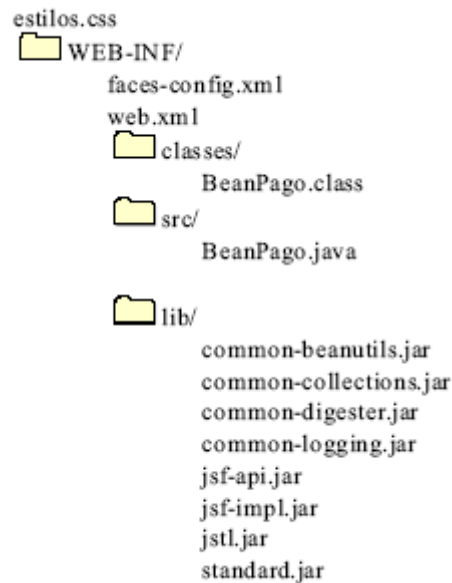 estilos.css
WEB-INF/
faces-config.xml
web.xml
classes/
BeanPago.class
src/
BeanPago.java
lib/
common-beanutils.jar
common-collections.jar
common-digester.jar
common-logging.jar
jsf-api.jar
jsf-impl.jar
jstl.jar
standard.jar